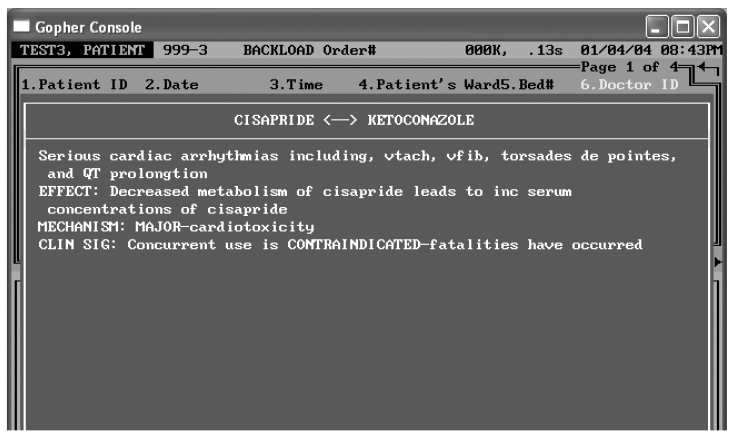 Gopher Console
TEST3, PATIENT 999-3 BACKLOAD Order# 000K, .13s 01/04/04 08:43PM
Page 1 of 4
1.Patient ID 2.Date 3.Time 4.Patient's Ward5.Bed# 6.Doctor ID
CISAPRIDE <—> KETOCONAZOLE
Serious cardiac arrhythmias including, vtach, vfib, torsades de pointes,
and QT prolongtion
EFFECT: Decreased metabolism of cisapride leads to inc serum
concentrations of cisapride
MECHANISM: MAJOR-cardiotoxicity
CLIN SIG: Concurrent use is CONTRAINDICATED-fatalities have occurred